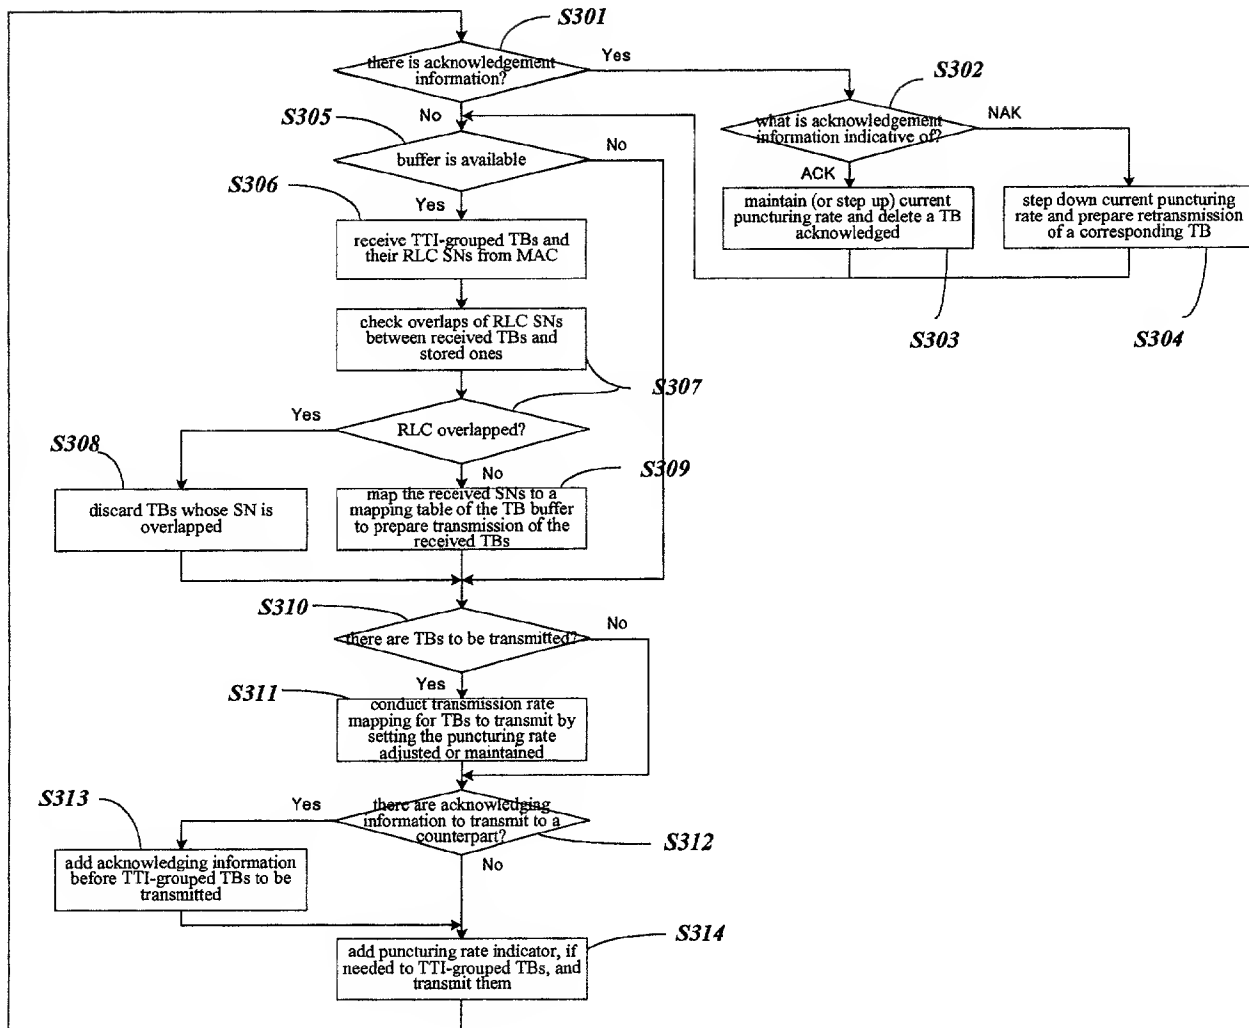 S301
there is acknowledgement
information?
Yes
No
S302
what is acknowledgement
information indicative of?
NAK
ACK
S305
buffer is available
No
Yes
S306
receive TTI-grouped TBs and
their RLC SNs from MAC
maintain (or step up) current
puncturing rate and delete a TB
acknowledged
S303
step down current puncturing
rate and prepare retransmission
of a corresponding TB
S304
check overlaps of RLC SNs
between received TBs and
stored ones
S307
RLC overlapped?
Yes
No
S308
discard TBs whose SN is
overlapped
S309
map the received SNs to a
mapping table of the TB buffer
to prepare transmission of the
received TBs
S310
there are TBs to be transmitted?
No
Yes
S311
conduct transmission rate
mapping for TBs to transmit by
setting the puncturing rate
adjusted or maintained
there are acknowledging
information to transmit to a
counterpart?
S312
Yes
No
S313
add acknowledging information
before TTI-grouped TBs to be
transmitted
S314
add puncturing rate indicator, if
needed to TTI-grouped TBs, and
transmit them